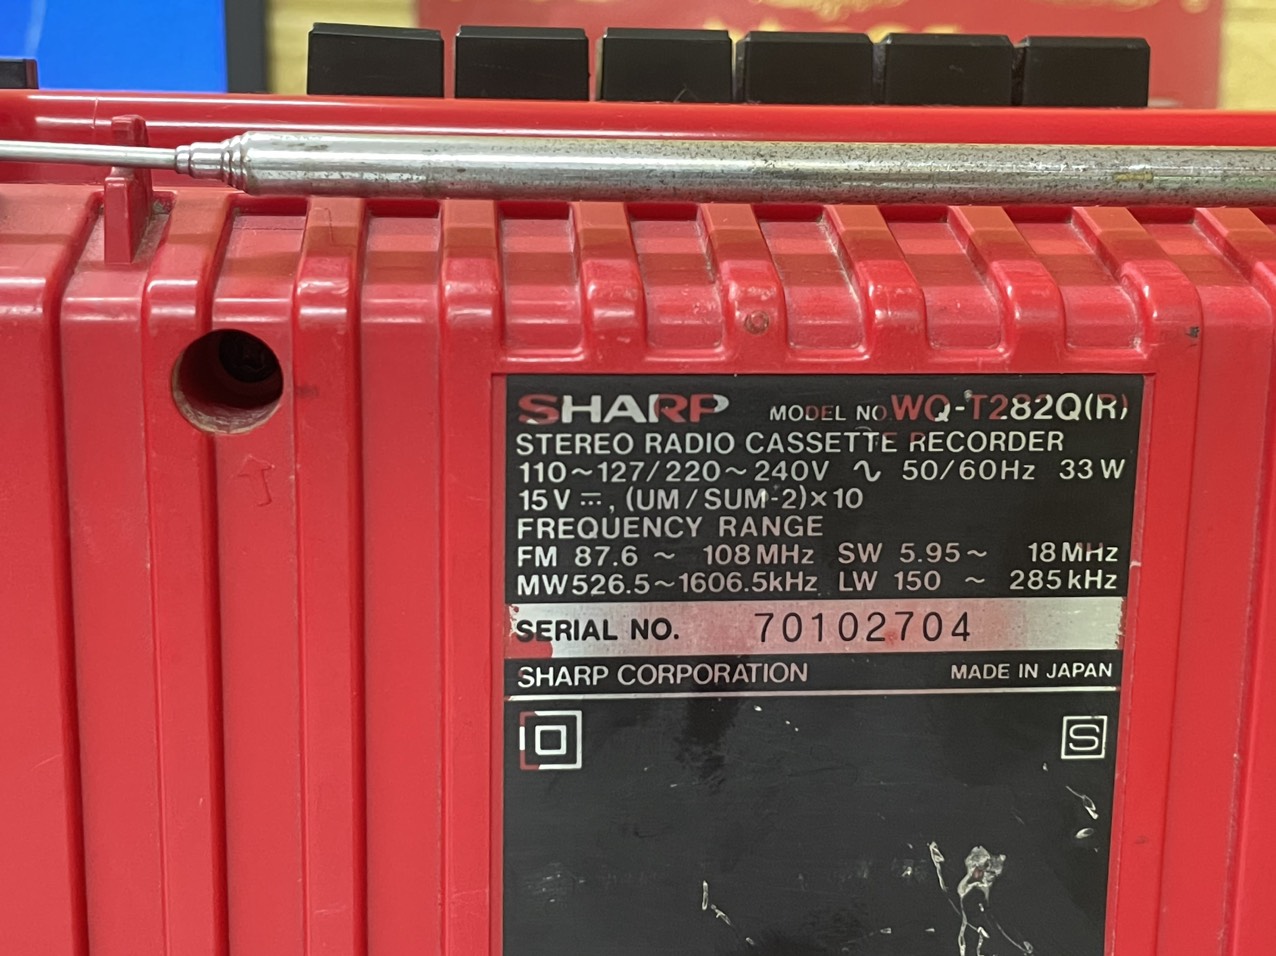 SHARP MODEL NO. WQ-T282Q(R)
STEREO RADIO CASSETTE RECORDER
110～127/220～240V ∿ 50/60Hz 33W
15V ⎓, (UM/SUM-2)×10
FREQUENCY RANGE
FM 87.6 ～ 108MHz SW 5.95～ 18MHz
MW526.5～1606.5kHz LW 150 ～ 285kHz
SERIAL NO. 70102704
SHARP CORPORATION MADE IN JAPAN
S